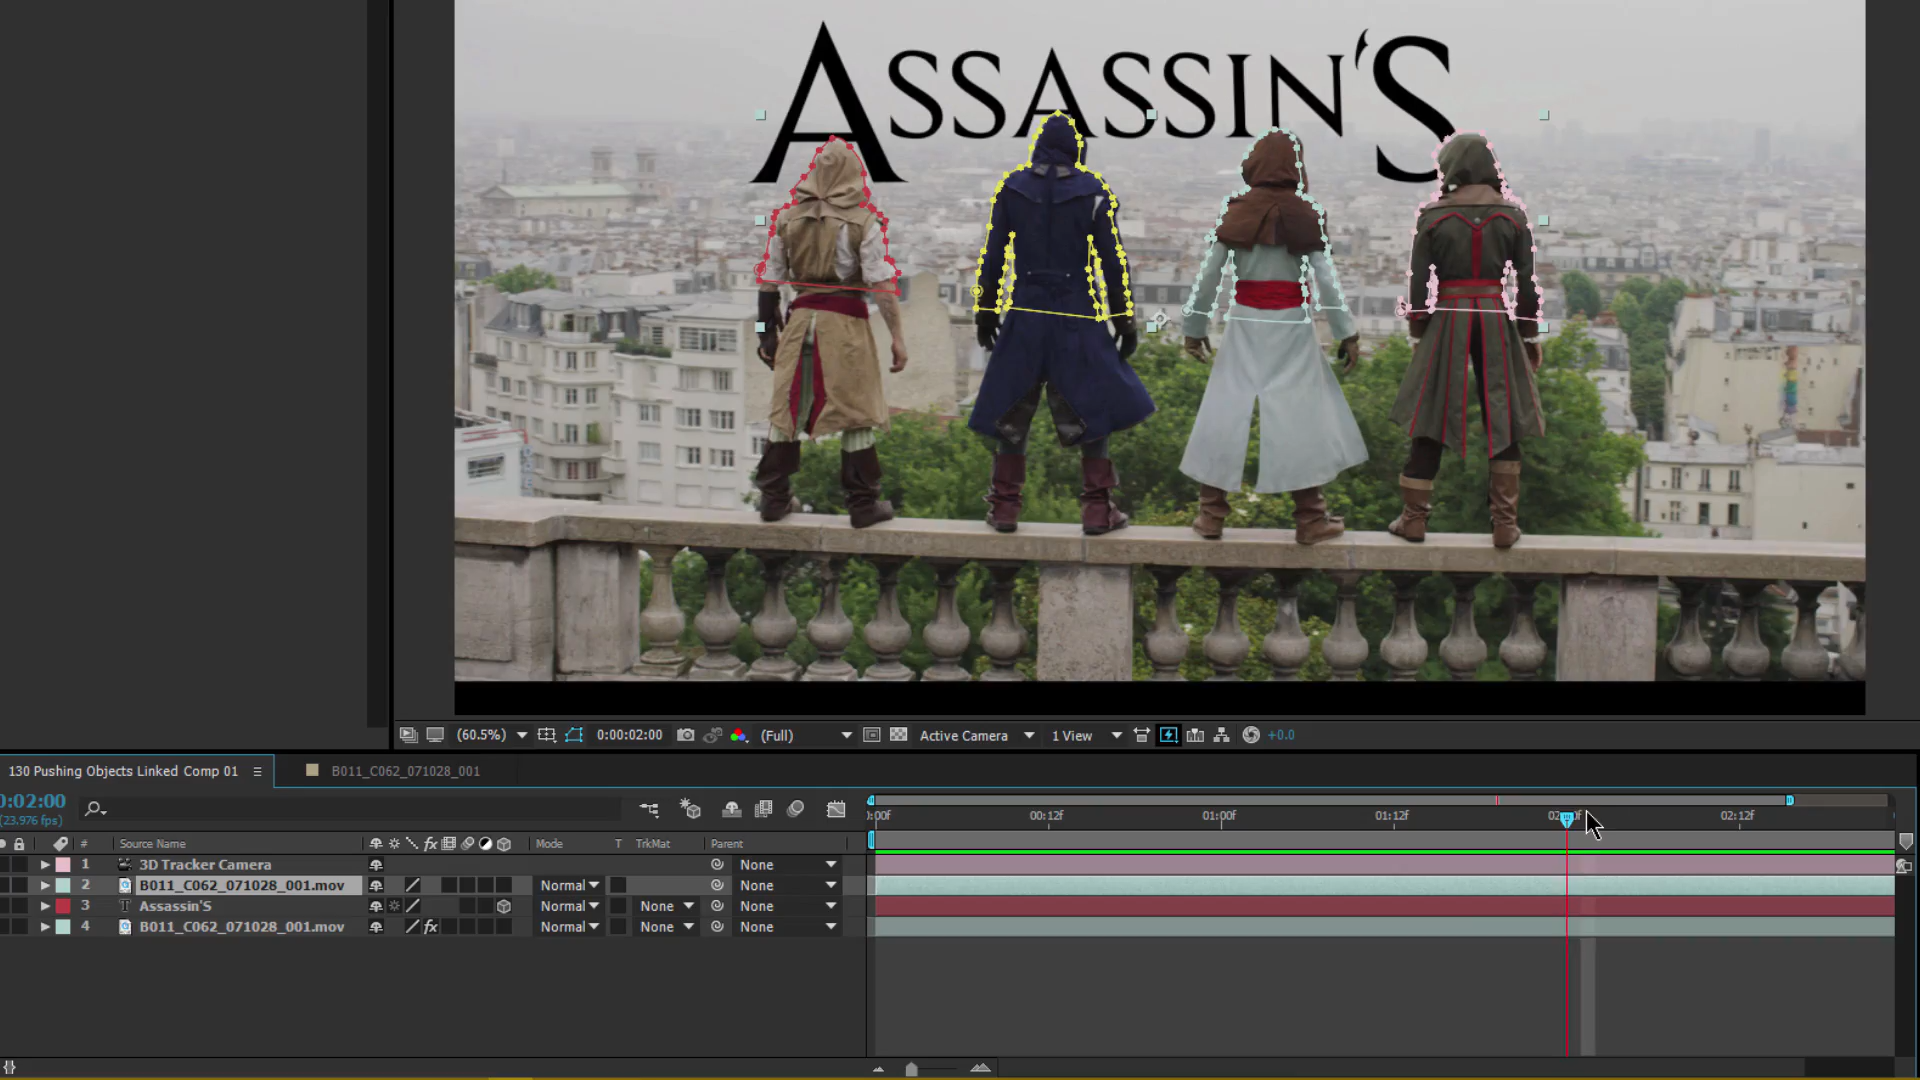 ASSASSIN'S
(60.5%)
0:00:02:00
(Full)
Active Camera
1 View
+0.0
130 Pushing Objects Linked Comp 01
B011_C062_071028_001
0:02:00
(23.976 fps)
:00f
00:12f
01:00f
01:12f
02:12f
#
Source Name
fx
Mode
T
TrkMat
Parent
1
3D Tracker Camera
None
2
B011_C062_071028_001.mov
Normal
None
3
T
Assassin'S
Normal
None
None
4
B011_C062_071028_001.mov
fx
Normal
None
None